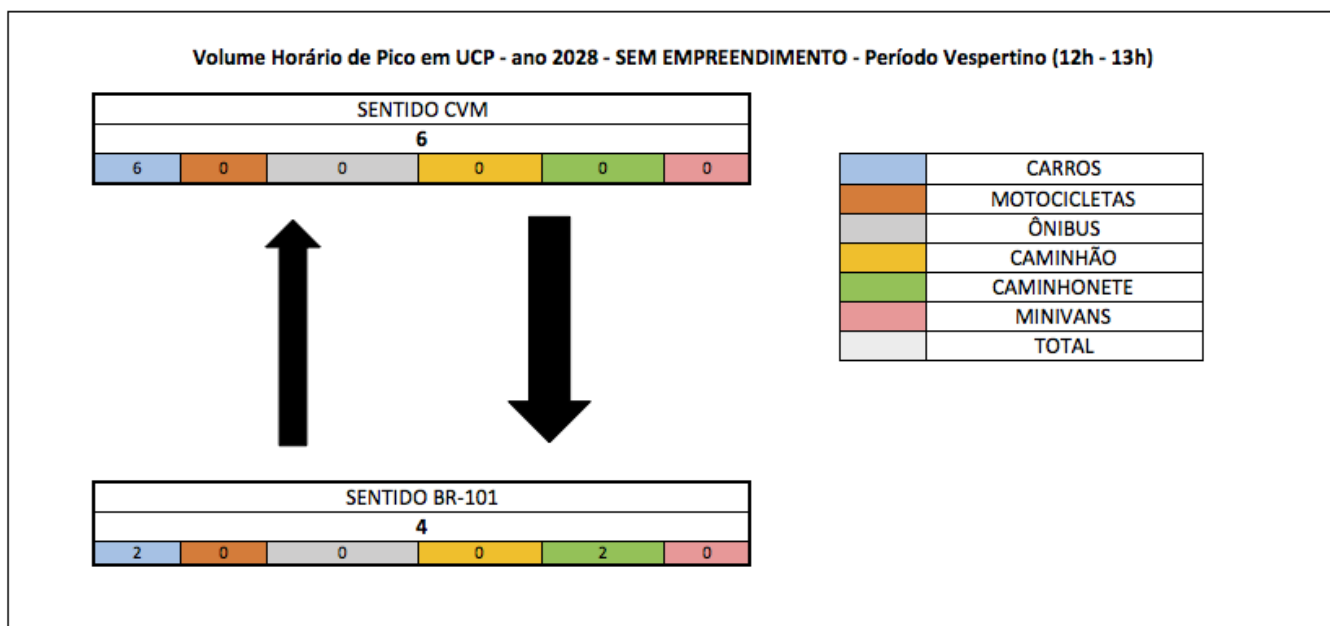 Volume Horário de Pico em UCP - ano 2028 - SEM EMPREENDIMENTO - Período Vespertino (12h - 13h)
SENTIDO CVM
6
6 0 0 0 0 0
CARROS
MOTOCICLETAS
ÔNIBUS
CAMINHÃO
CAMINHONETE
MINIVANS
TOTAL
SENTIDO BR-101
4
2 0 0 0 2 0